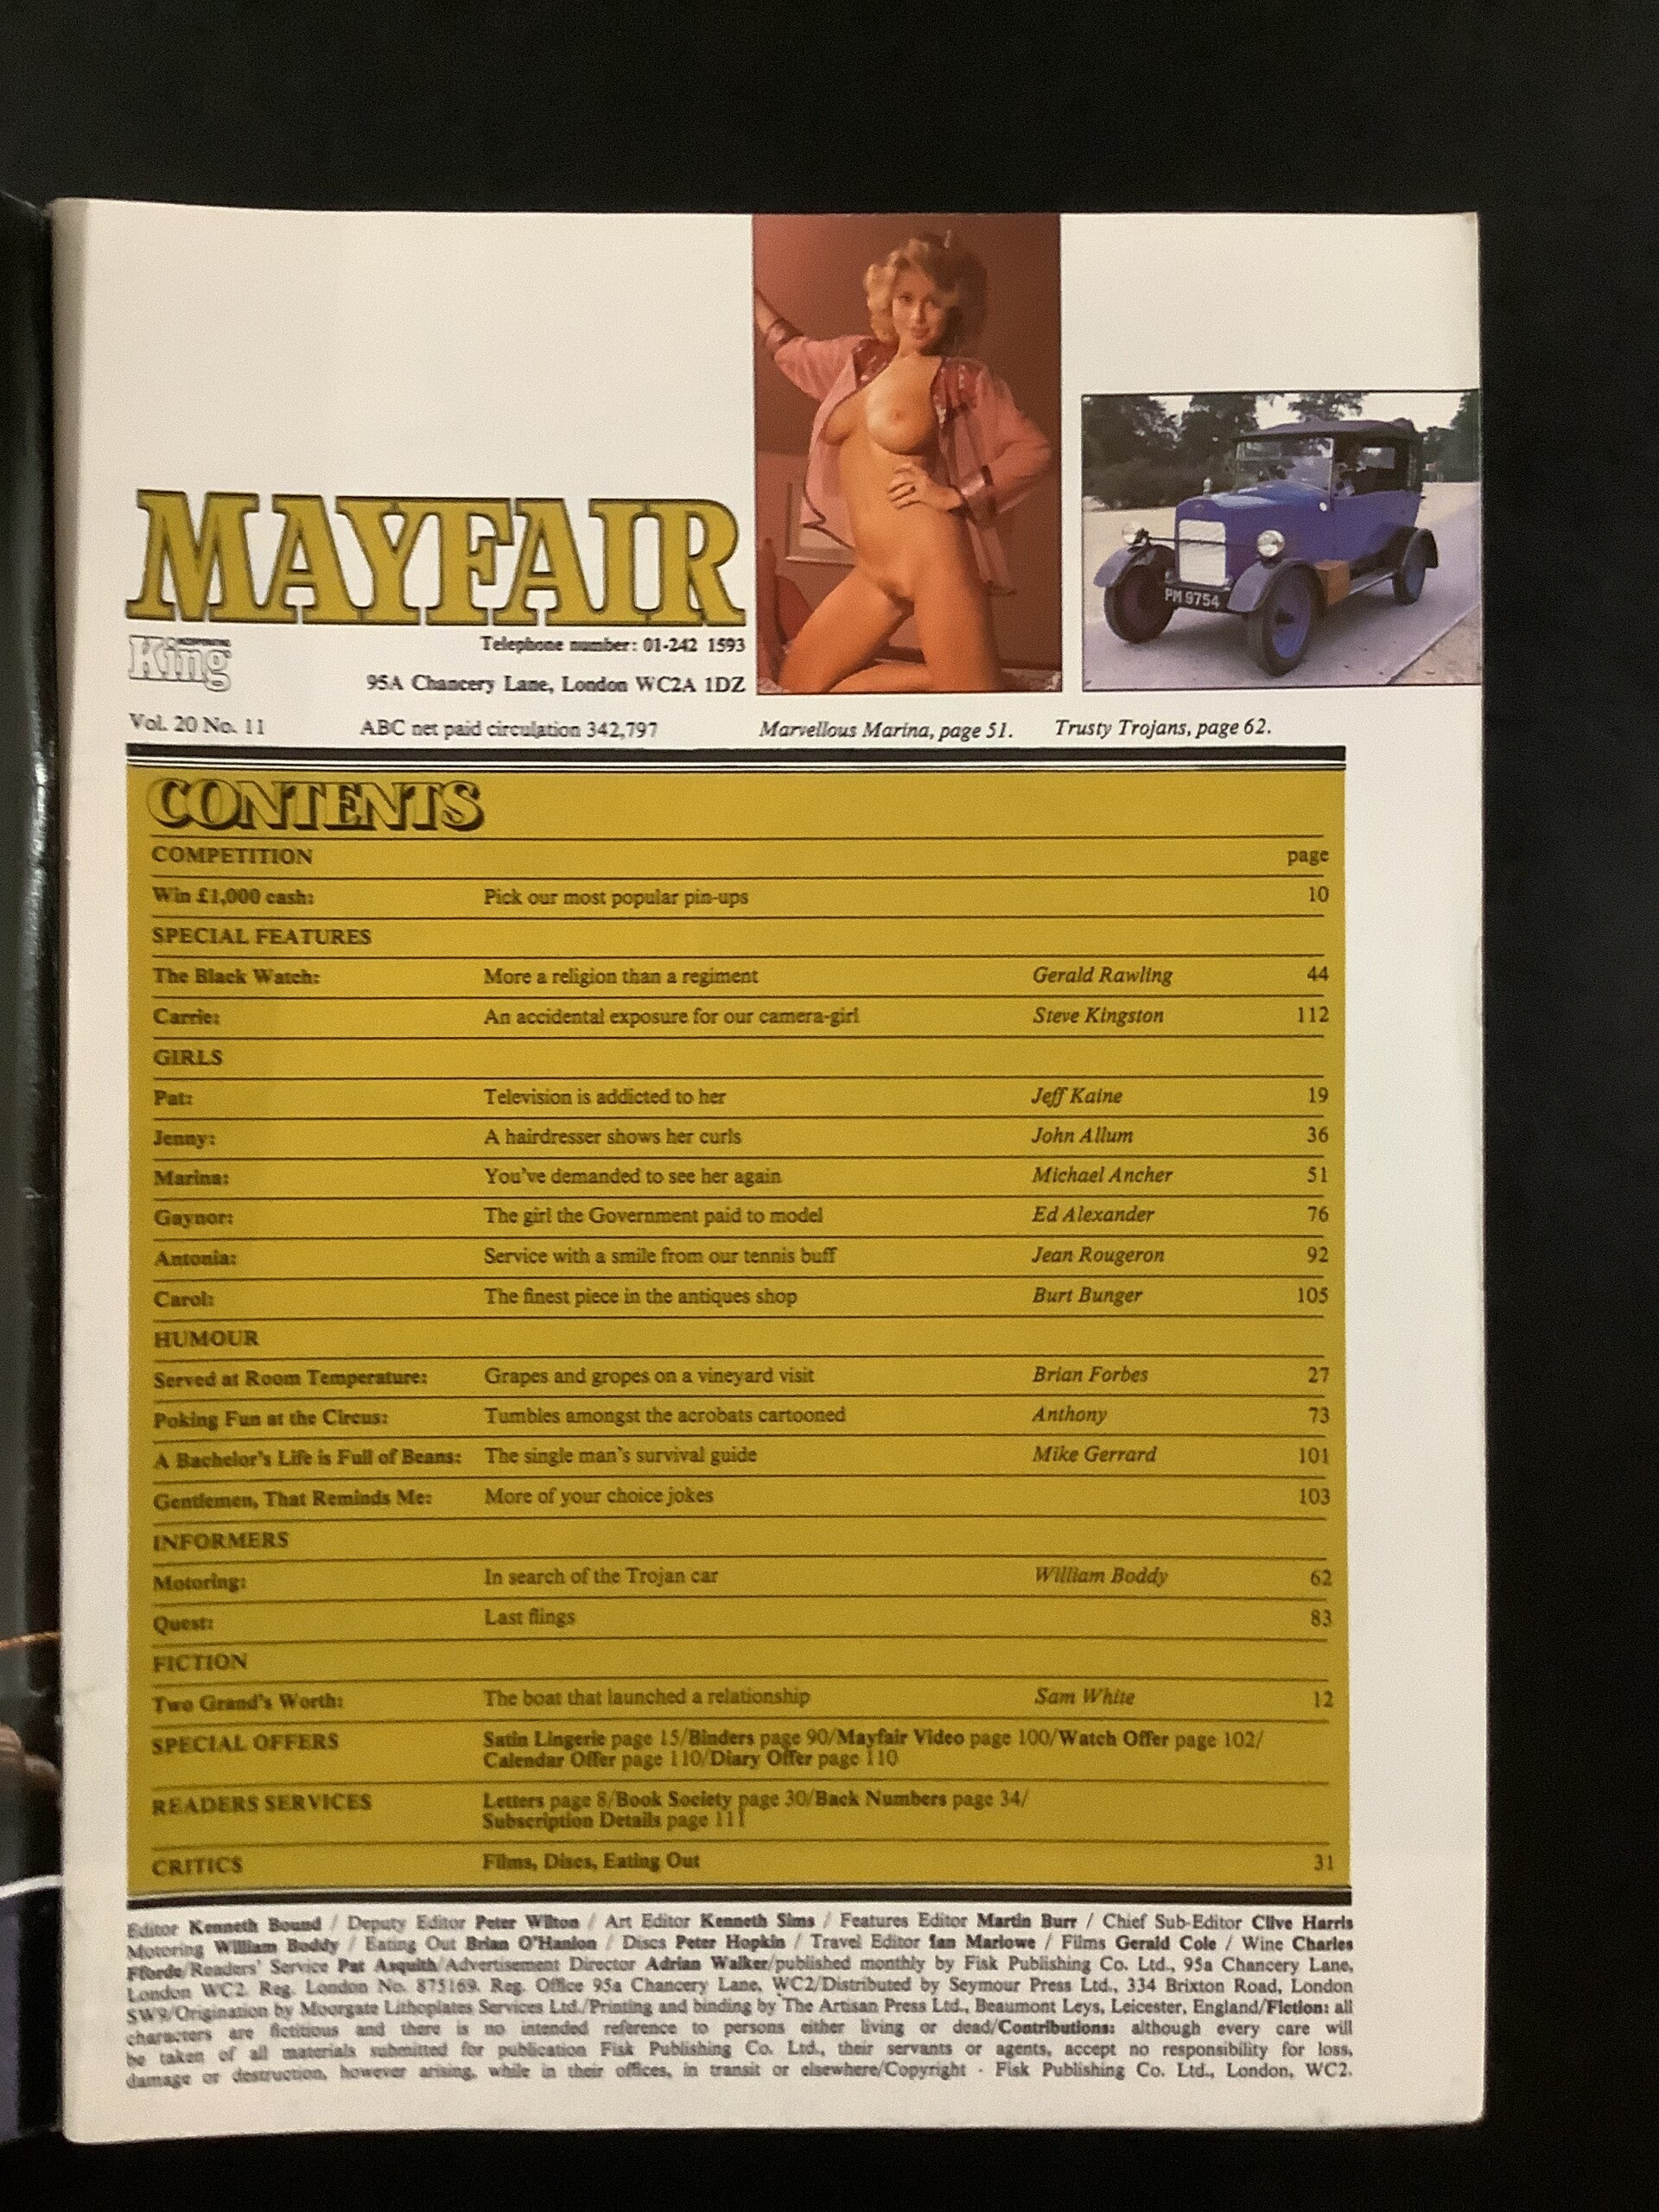 MAYFAIR
INCORPORATING
King
Telephone number: 01-242 1593
95A Chancery Lane, London WC2A 1DZ
PM 9754
Vol. 20 No. 11 ABC net paid circulation 342,797 Marvellous Marina, page 51. Trusty Trojans, page 62.
CONTENTS
COMPETITION page
Win £1,000 cash: Pick our most popular pin-ups 10
SPECIAL FEATURES
The Black Watch: More a religion than a regiment Gerald Rawling 44
Carrie: An accidental exposure for our camera-girl Steve Kingston 112
GIRLS
Pat: Television is addicted to her Jeff Kaine 19
Jenny: A hairdresser shows her curls John Allum 36
Marina: You've demanded to see her again Michael Ancher 51
Gaynor: The girl the Government paid to model Ed Alexander 76
Antonia: Service with a smile from our tennis buff Jean Rougeron 92
Carol: The finest piece in the antiques shop Burt Bunger 105
HUMOUR
Served at Room Temperature: Grapes and gropes on a vineyard visit Brian Forbes 27
Poking Fun at the Circus: Tumbles amongst the acrobats cartooned Anthony 73
A Bachelor's Life is Full of Beans: The single man's survival guide Mike Gerrard 101
Gentlemen, That Reminds Me: More of your choice jokes 103
INFORMERS
Motoring: In search of the Trojan car William Boddy 62
Quest: Last flings 83
FICTION
Two Grand's Worth: The boat that launched a relationship Sam White 12
SPECIAL OFFERS Satin Lingerie page 15/Binders page 90/Mayfair Video page 100/Watch Offer page 102/
Calendar Offer page 110/Diary Offer page 110
READERS SERVICES Letters page 8/Book Society page 30/Back Numbers page 34/
Subscription Details page 111
CRITICS Films, Discs, Eating Out 31
Editor Kenneth Bound / Deputy Editor Peter Wilton / Art Editor Kenneth Sims / Features Editor Martin Burr / Chief Sub-Editor Clive Harris
Motoring William Boddy / Eating Out Brian O'Hanlon / Discs Peter Hopkin / Travel Editor Ian Marlowe / Films Gerald Cole / Wine Charles
Fforde/Readers' Service Pat Asquith/Advertisement Director Adrian Walker/published monthly by Fisk Publishing Co. Ltd., 95a Chancery Lane,
London WC2. Reg. London No. 875169. Reg. Office 95a Chancery Lane, WC2/Distributed by Seymour Press Ltd., 334 Brixton Road, London
SW9/Origination by Moorgate Lithoplates Services Ltd./Printing and binding by The Artisan Press Ltd., Beaumont Leys, Leicester, England/Fiction: all
characters are fictitious and there is no intended reference to persons either living or dead/Contributions: although every care will
be taken of all materials submitted for publication Fisk Publishing Co. Ltd., their servants or agents, accept no responsibility for loss,
damage or destruction, however arising, while in their offices, in transit or elsewhere/Copyright - Fisk Publishing Co. Ltd., London, WC2.